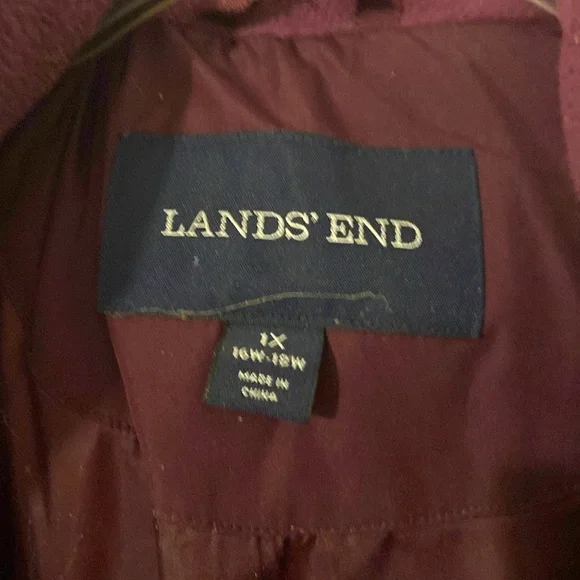 LANDS' END
1X
16W-18W
MADE IN
CHINA